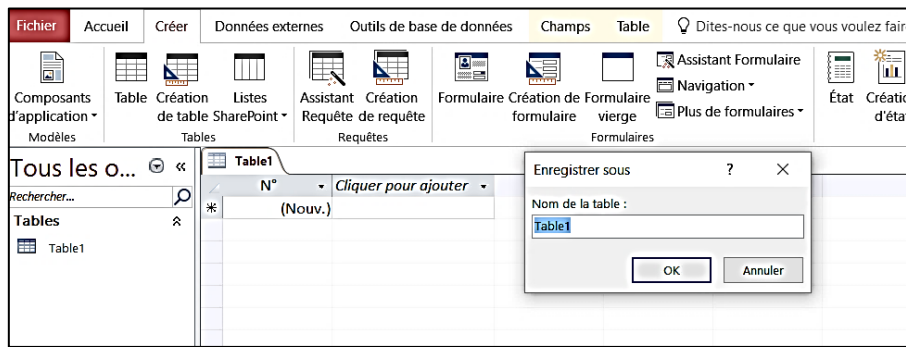 Fichier Accueil Créer Données externes Outils de base de données Champs Table Dites-nous ce que vous voulez faire
Composants d'application
Modèles
Table
Création de table
Listes SharePoint
Tables
Assistant Requête
Création de requête
Requêtes
Formulaire
Création de formulaire
Formulaire vierge
Assistant Formulaire
Navigation
Plus de formulaires
Formulaires
État
Tous les o... «
Rechercher...
Tables
Table1
Table1
N° Cliquer pour ajouter
* (Nouv.)
Enregistrer sous ? ×
Nom de la table :
Table1
OK Annuler